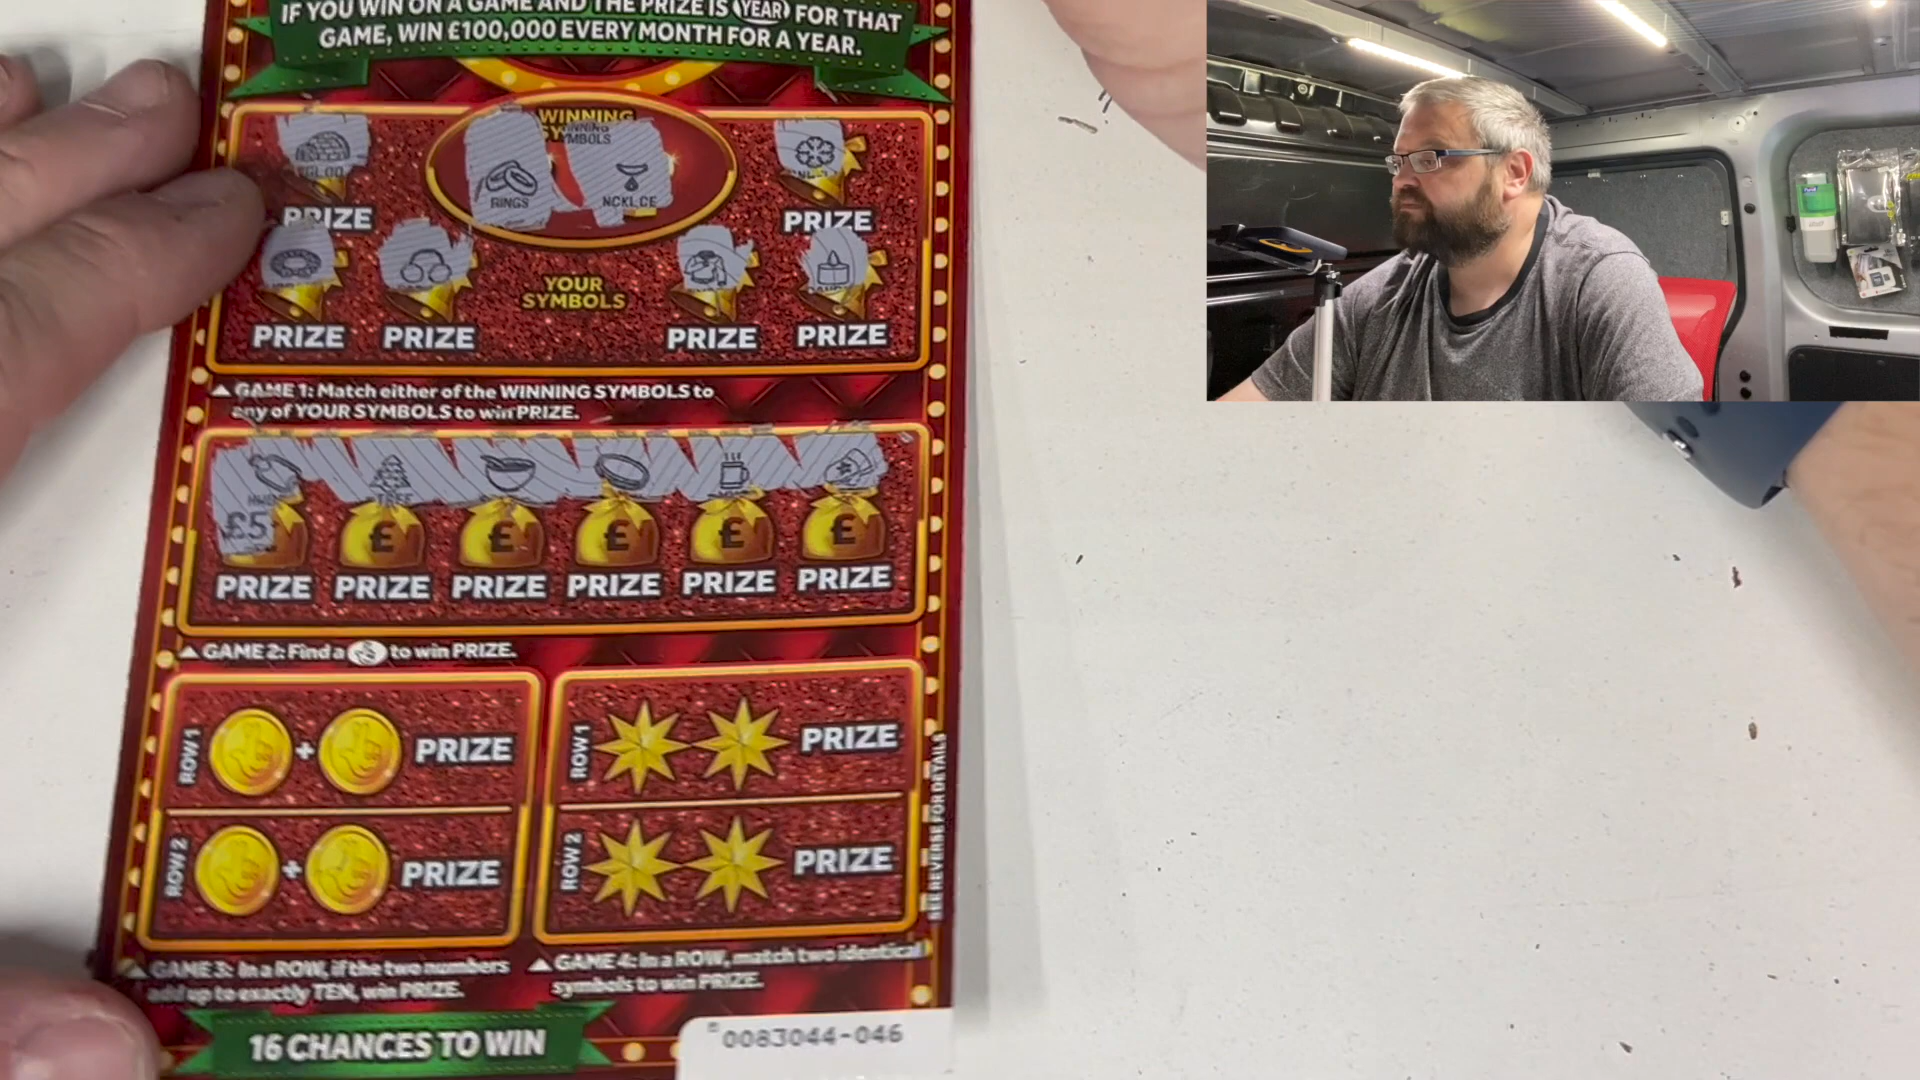 IF YOU WIN ON A GAME AND THE PRIZE IS YEAR FOR THAT
GAME, WIN £100,000 EVERY MONTH FOR A YEAR.
WINNING
WINNING
SYMBOLS
IGLOO
RINGS
NCKLCE
PRIZE
PRIZE
YOUR
SYMBOLS
PRIZE
PRIZE
PRIZE
PRIZE
GAME 1: Match either of the WINNING SYMBOLS to
any of YOUR SYMBOLS to win PRIZE.
TREE
£5
£ £ £ £ £
PRIZE PRIZE PRIZE PRIZE PRIZE PRIZE
GAME 2: Find a to win PRIZE.
ROW 1 + PRIZE
ROW 2 + PRIZE
ROW 1 PRIZE
ROW 2 PRIZE
SEE REVERSE FOR DETAILS
GAME 3: In a ROW, if the two numbers
add up to exactly TEN, win PRIZE.
GAME 4: In a ROW, match two identical
symbols to win PRIZE.
16 CHANCES TO WIN
0083044-046